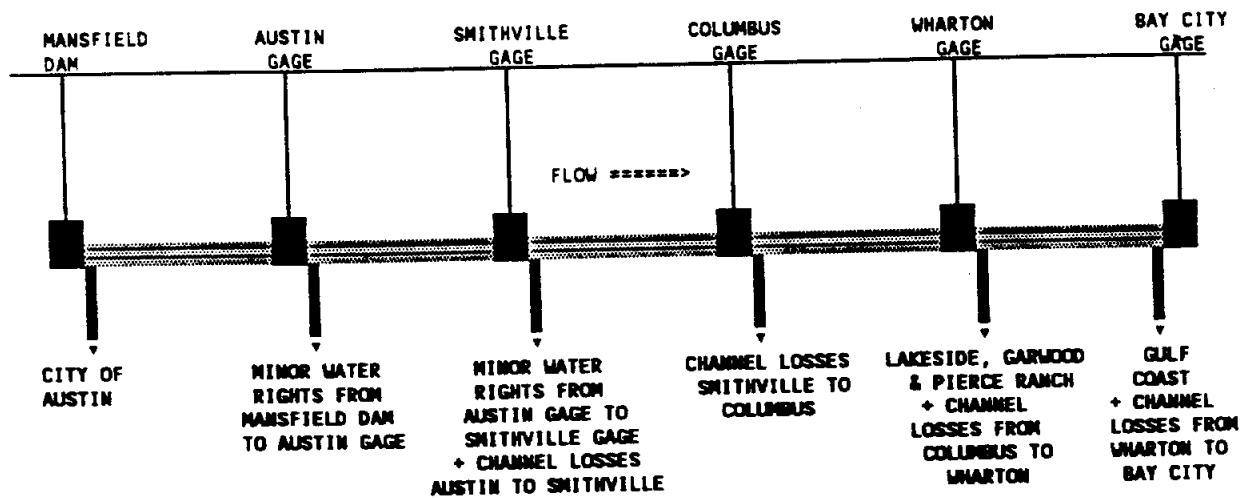 MANSFIELD
DAM
AUSTIN
GAGE
SMITHVILLE
GAGE
COLUMBUS
GAGE
WHARTON
GAGE
BAY CITY
GAGE
FLOW ======>
CITY OF
AUSTIN
MINOR WATER
RIGHTS FROM
MANSFIELD DAM
TO AUSTIN GAGE
MINOR WATER
RIGHTS FROM
AUSTIN GAGE TO
SMITHVILLE GAGE
+ CHANNEL LOSSES
AUSTIN TO SMITHVILLE
CHANNEL LOSSES
SMITHVILLE TO
COLUMBUS
LAKESIDE, GARWOOD
& PIERCE RANCH
+ CHANNEL
LOSSES FROM
COLUMBUS TO
WHARTON
GULF
COAST
+ CHANNEL
LOSSES FROM
WHARTON TO
BAY CITY